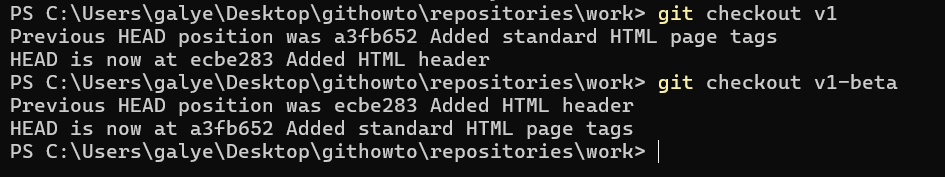 PS C:\Users\galye\Desktop\githowto\repositories\work> git checkout v1
Previous HEAD position was a3fb652 Added standard HTML page tags
HEAD is now at ecbe283 Added HTML header
PS C:\Users\galye\Desktop\githowto\repositories\work> git checkout v1-beta
Previous HEAD position was ecbe283 Added HTML header
HEAD is now at a3fb652 Added standard HTML page tags
PS C:\Users\galye\Desktop\githowto\repositories\work>